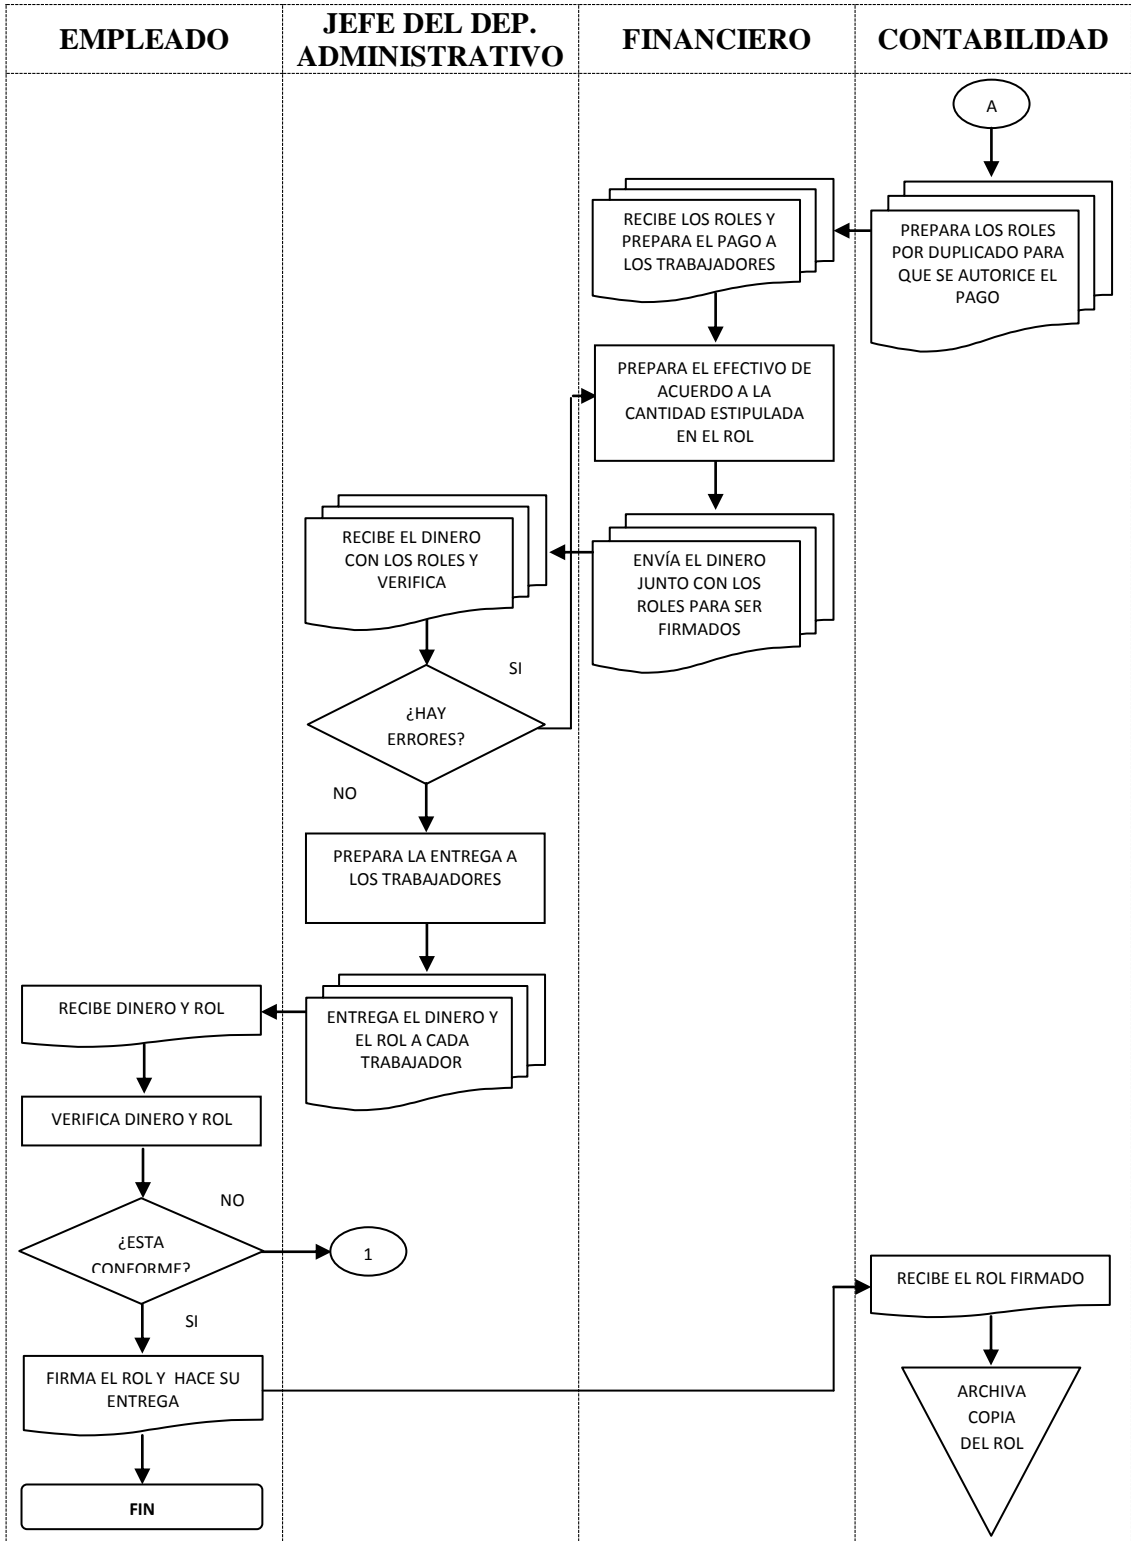 EMPLEADO
JEFE DEL DEP.
ADMINISTRATIVO
FINANCIERO
CONTABILIDAD
A
PREPARA LOS ROLES
POR DUPLICADO PARA
QUE SE AUTORICE EL
PAGO
RECIBE LOS ROLES Y
PREPARA EL PAGO A
LOS TRABAJADORES
PREPARA EL EFECTIVO DE
ACUERDO A LA
CANTIDAD ESTIPULADA
EN EL ROL
ENVÍA EL DINERO
JUNTO CON LOS
ROLES PARA SER
FIRMADOS
RECIBE EL DINERO
CON LOS ROLES Y
VERIFICA
SI
¿HAY
ERRORES?
NO
PREPARA LA ENTREGA A
LOS TRABAJADORES
ENTREGA EL DINERO Y
EL ROL A CADA
TRABAJADOR
RECIBE DINERO Y ROL
VERIFICA DINERO Y ROL
NO
¿ESTA
CONFORME?
1
SI
FIRMA EL ROL Y  HACE SU
ENTREGA
FIN
RECIBE EL ROL FIRMADO
ARCHIVA
COPIA
DEL ROL